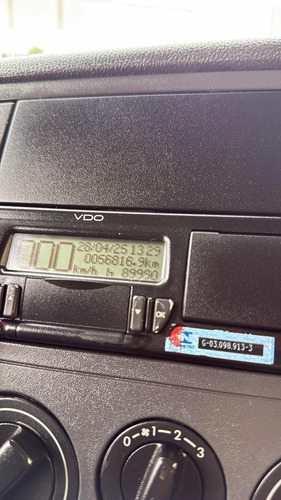 VDO
000
28/04/25 13 29
0056816.9km
km/h 89990
OK
G-03.098.913-3
0 1 - 2 - 3